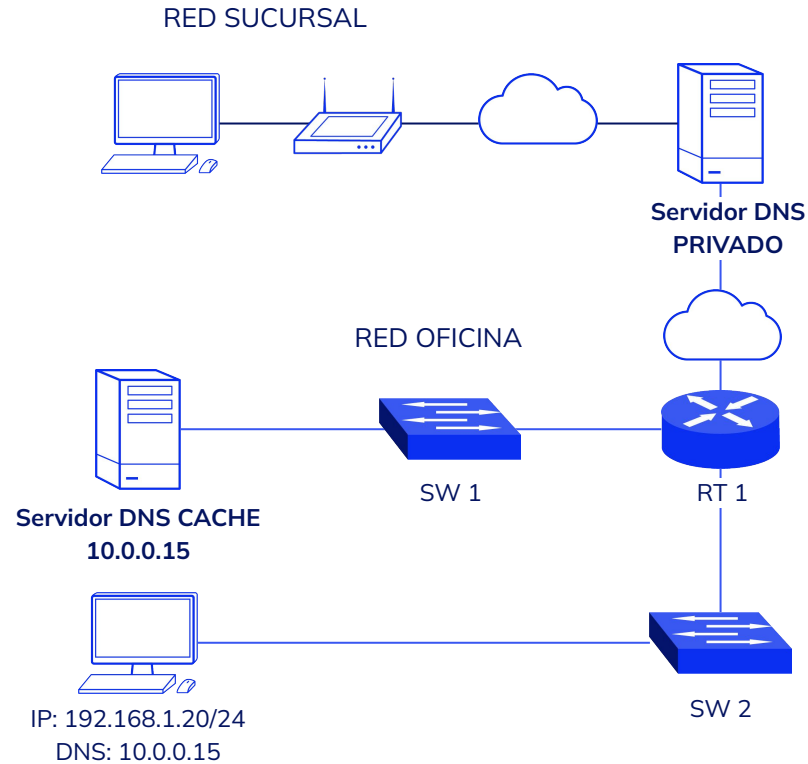 RED SUCURSAL
Servidor DNS
PRIVADO
RED OFICINA
SW 1
RT 1
Servidor DNS CACHE
10.0.0.15
IP: 192.168.1.20/24
DNS: 10.0.0.15
SW 2